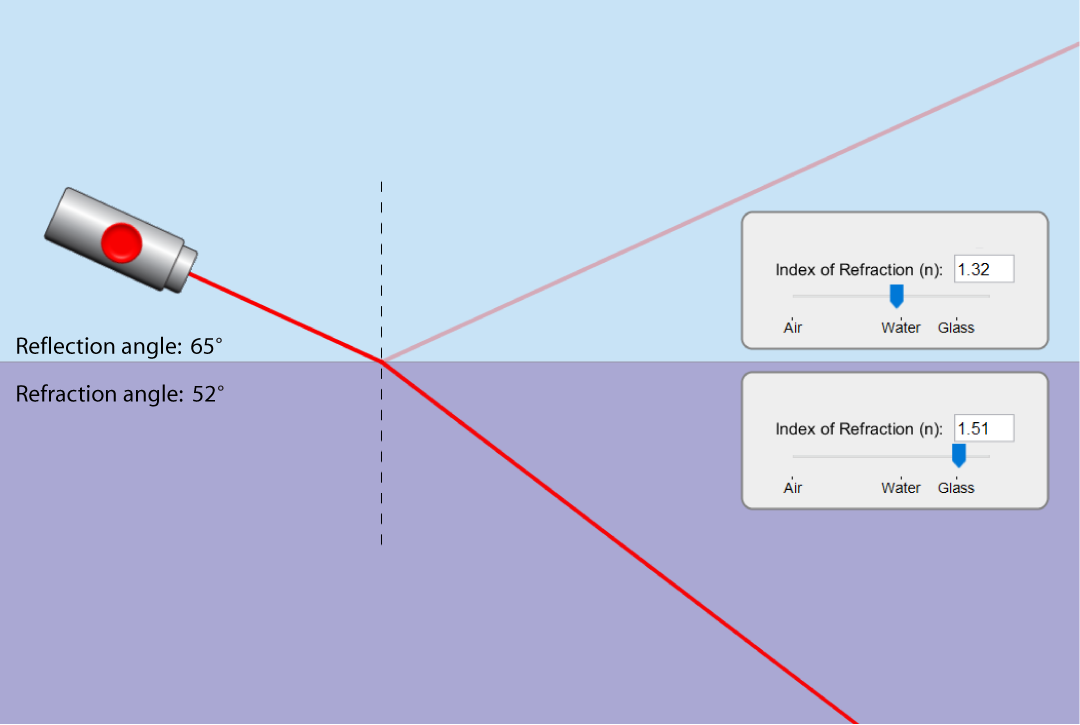 Index of Refraction (n): 1.32
Air Water Glass
Reflection angle: 65°
Refraction angle: 52°
Index of Refraction (n): 1.51
Air Water Glass